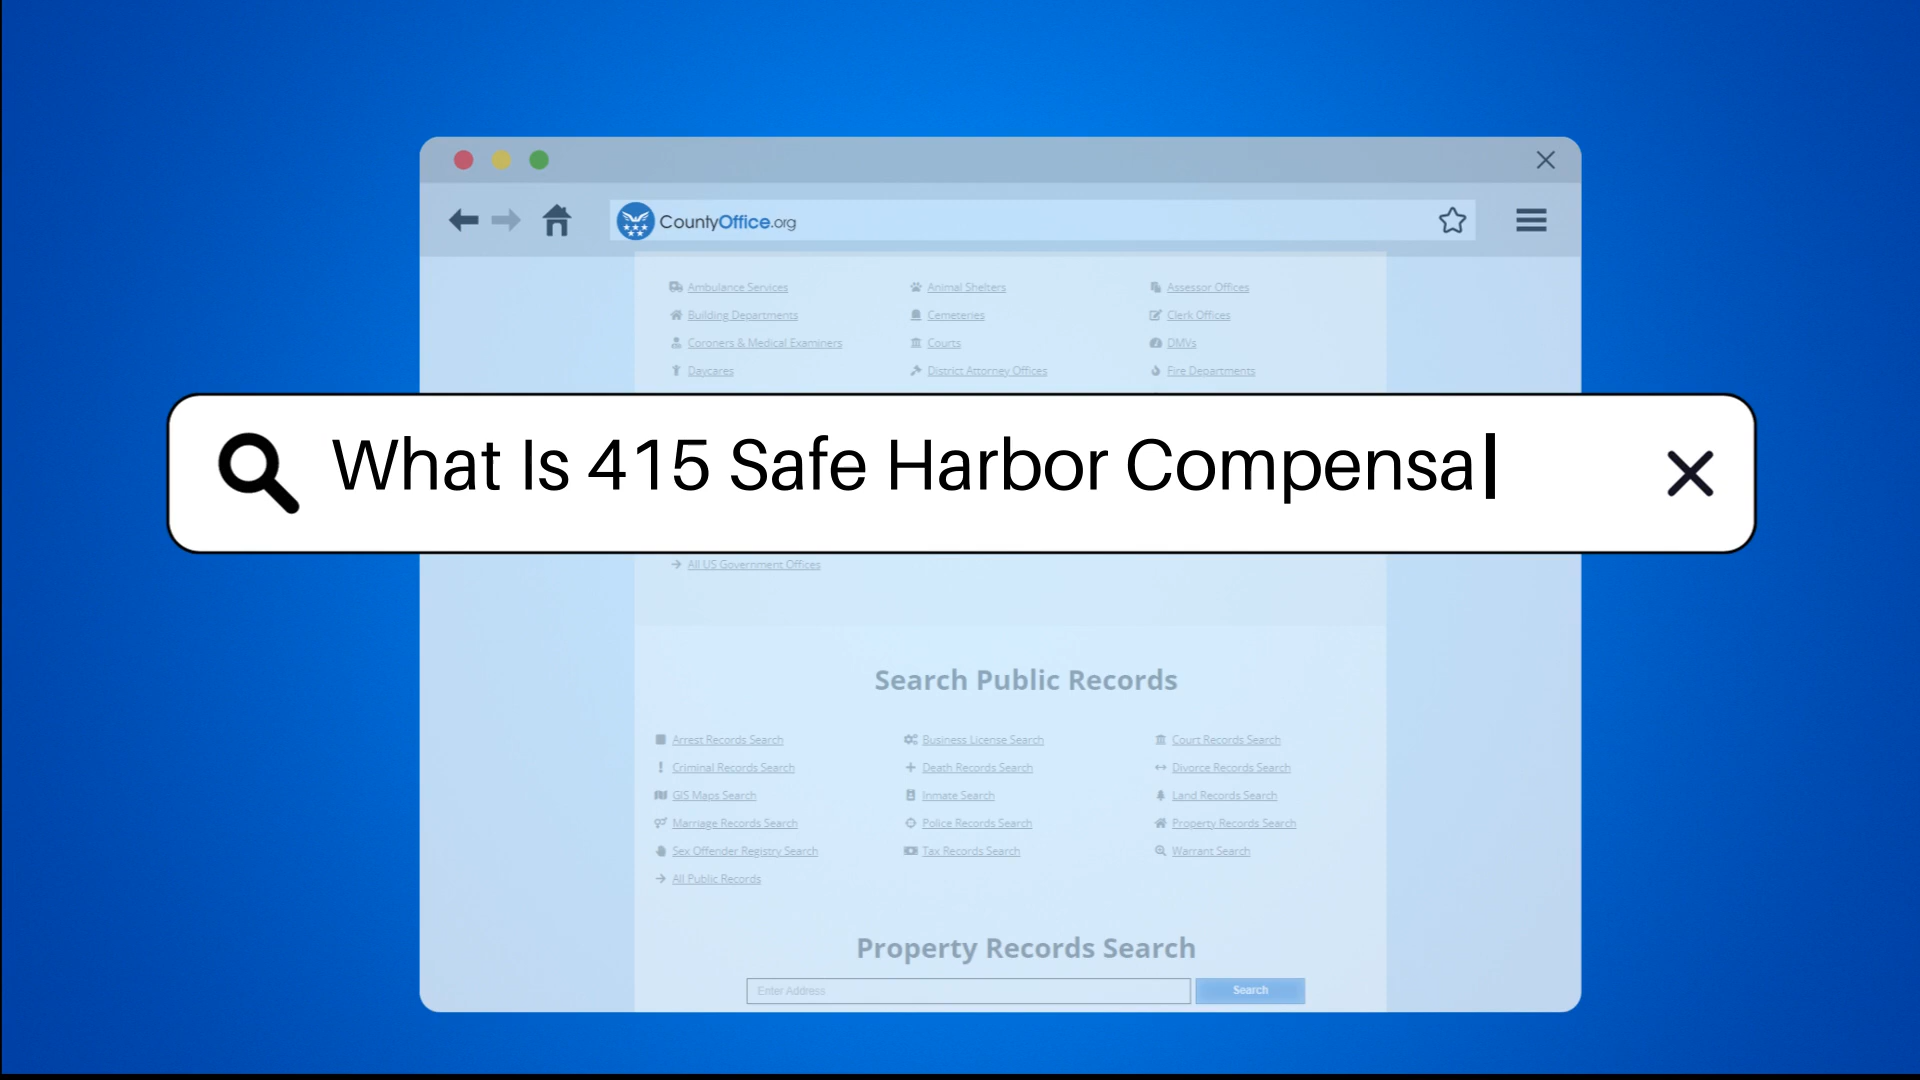 CountyOffice.org
Ambulance Services Animal Shelters Assessor Offices
Building Departments Cemeteries Clerk Offices
Coroners & Medical Examiners Courts DMVs
Daycares District Attorney Offices Fire Departments
What Is 415 Safe Harbor Compensa
All US Government Offices
Search Public Records
Arrest Records Search Business License Search Court Records Search
Criminal Records Search Death Records Search Divorce Records Search
GIS Maps Search Inmate Search Land Records Search
Marriage Records Search Police Records Search Property Records Search
Sex Offender Registry Search Tax Records Search Warrant Search
All Public Records
Property Records Search
Enter Address Search